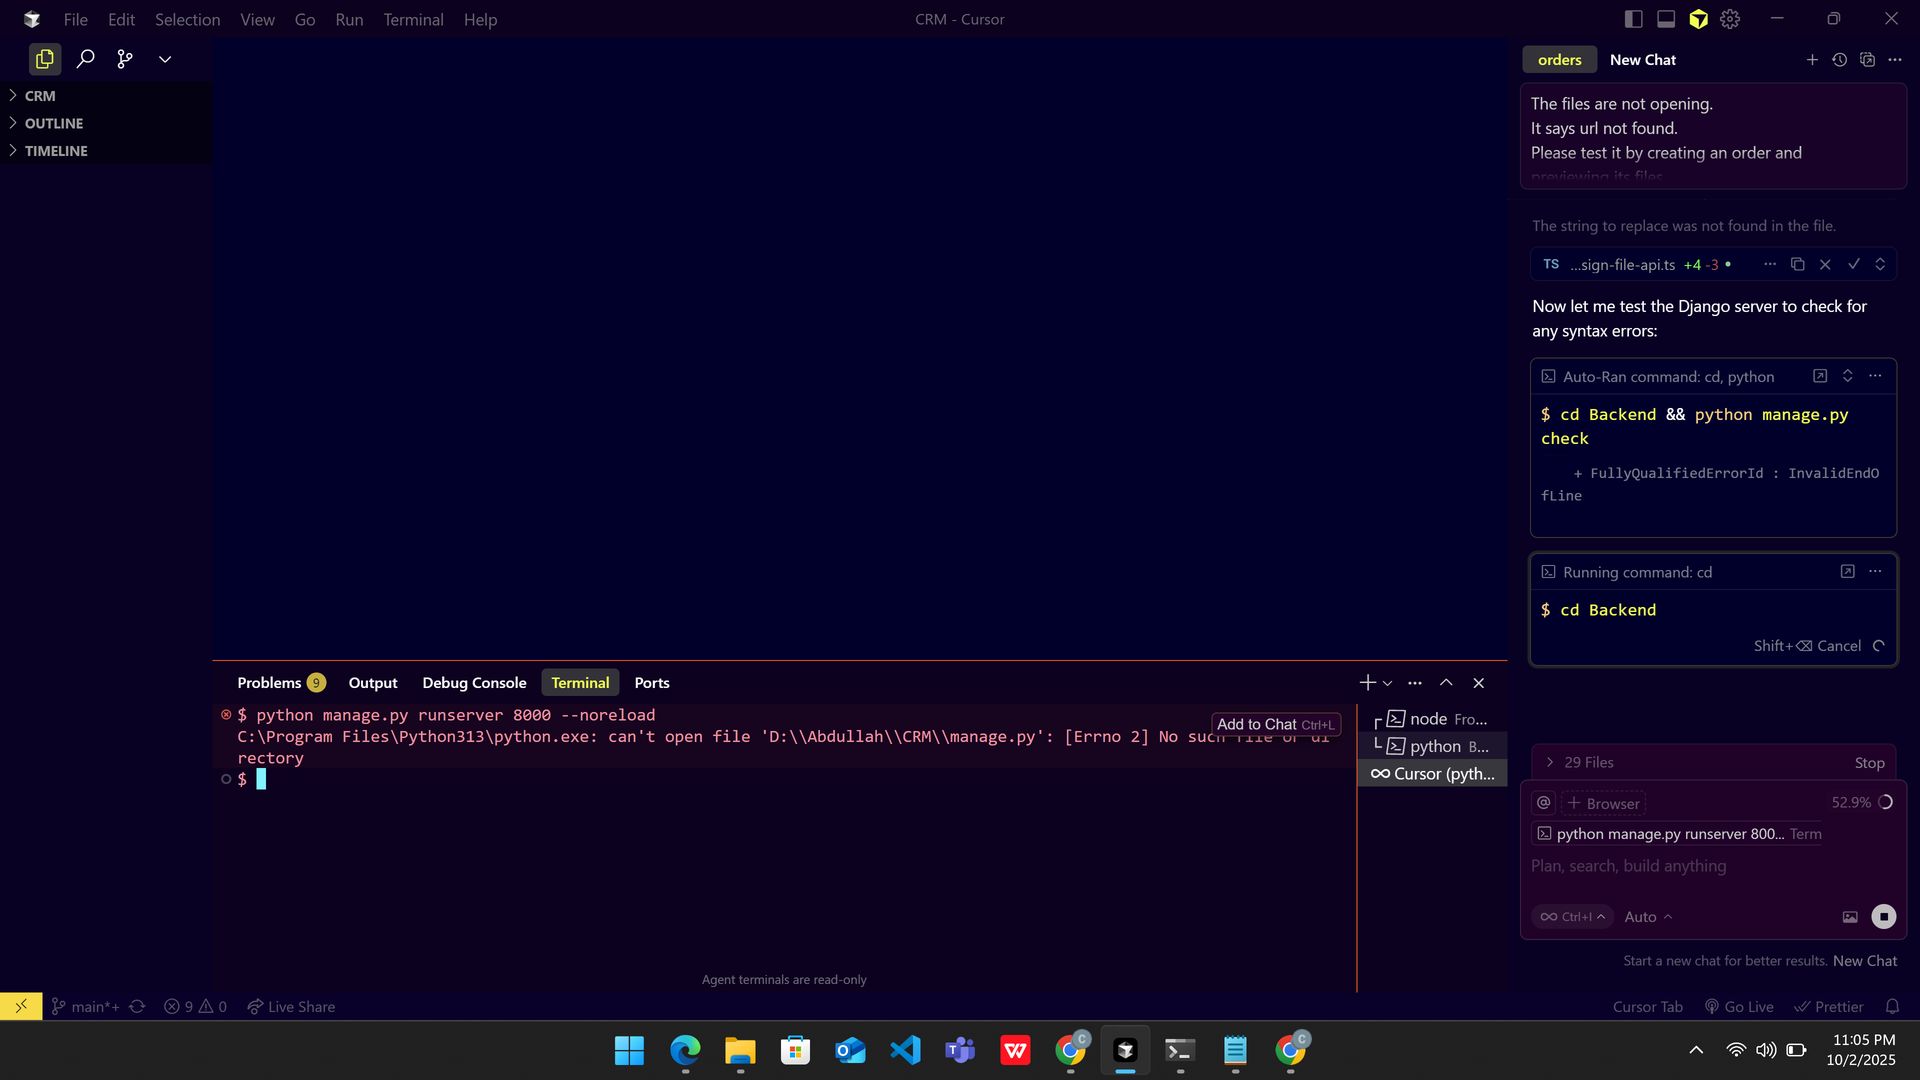 File Edit Selection View Go Run Terminal Help
CRM - Cursor
CRM
OUTLINE
TIMELINE
orders New Chat
The files are not opening.
It says url not found.
Please test it by creating an order and
previewing its files
The string to replace was not found in the file.
TS ...sign-file-api.ts +4 -3
Now let me test the Django server to check for
any syntax errors:
Auto-Ran command: cd, python
$ cd Backend && python manage.py
check
+ FullyQualifiedErrorId : InvalidEndO
fLine
Running command: cd
$ cd Backend
Shift+⌫ Cancel
Problems 9 Output Debug Console Terminal Ports
$ python manage.py runserver 8000 --noreload
C:\Program Files\Python313\python.exe: can't open file 'D:\\Abdullah\\CRM\\manage.py': [Errno 2] No such file or di
rectory
$
Add to Chat Ctrl+L
node Fro...
python B...
Cursor (pyth...
Agent terminals are read-only
29 Files Stop
@ + Browser 52.9%
python manage.py runserver 800... Term
Plan, search, build anything
Ctrl+I Auto
Start a new chat for better results. New Chat
main*+ 9 0 Live Share
Cursor Tab Go Live Prettier
11:05 PM
10/2/2025